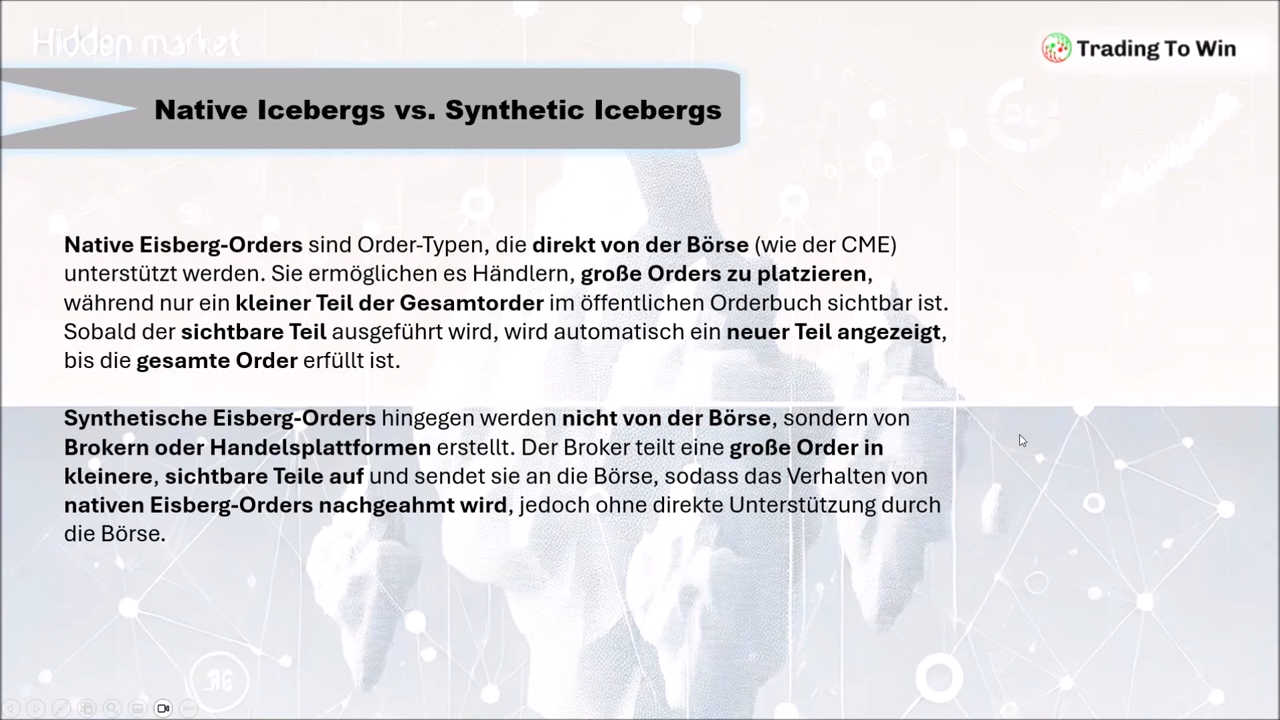 Hidden market
Trading To Win
Native Icebergs vs. Synthetic Icebergs
Native Eisberg-Orders sind Order-Typen, die direkt von der Börse (wie der CME)
unterstützt werden. Sie ermöglichen es Händlern, große Orders zu platzieren,
während nur ein kleiner Teil der Gesamtorder im öffentlichen Orderbuch sichtbar ist.
Sobald der sichtbare Teil ausgeführt wird, wird automatisch ein neuer Teil angezeigt,
bis die gesamte Order erfüllt ist.
Synthetische Eisberg-Orders hingegen werden nicht von der Börse, sondern von
Brokern oder Handelsplattformen erstellt. Der Broker teilt eine große Order in
kleinere, sichtbare Teile auf und sendet sie an die Börse, sodass das Verhalten von
nativen Eisberg-Orders nachgeahmt wird, jedoch ohne direkte Unterstützung durch
die Börse.